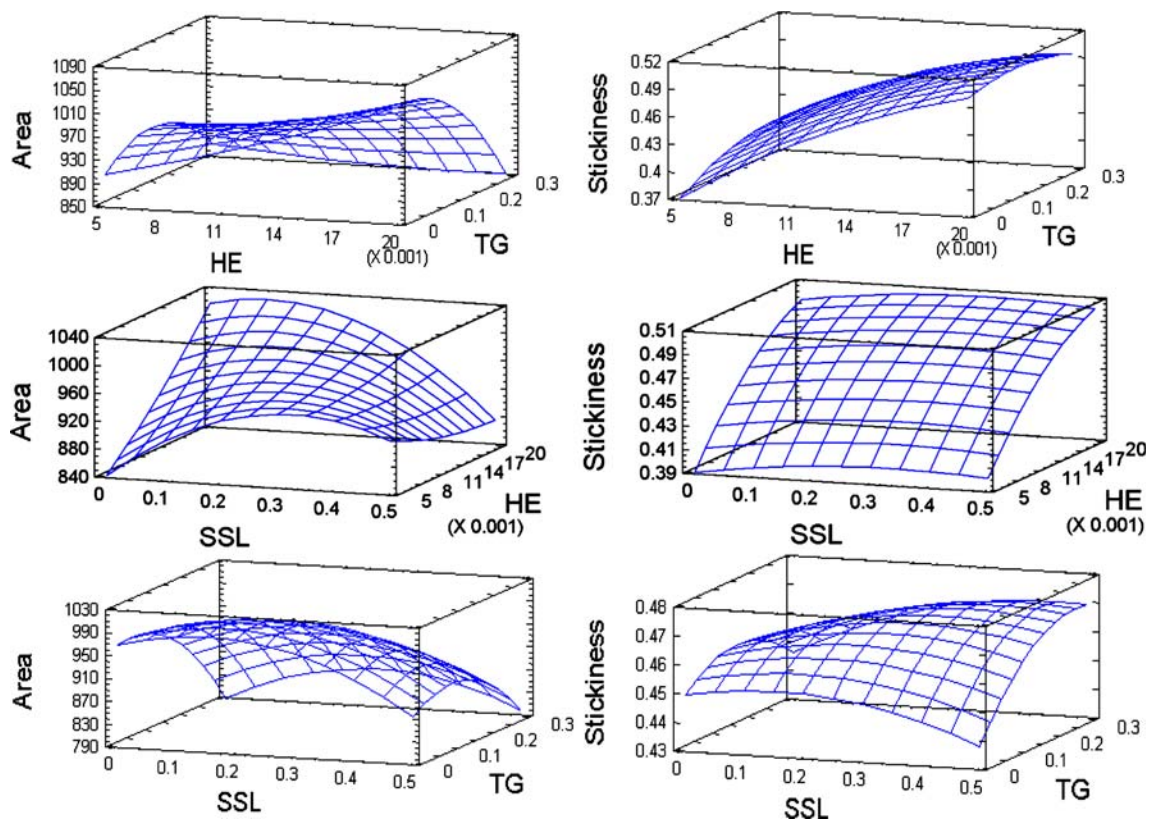 Area
1090
1050
1010
970
930
890
850
5 8 11 14 17 20
(X 0.001)
HE
0 0.1 0.2 0.3
TG
Stickiness
0.52
0.49
0.46
0.43
0.4
0.37
5 8 11 14 17 20
(X 0.001)
HE
0 0.1 0.2 0.3
TG
Area
1040
1000
960
920
880
840
0 0.1 0.2 0.3 0.4 0.5
SSL
5 8 11 14 17 20
HE
(X 0.001)
Stickiness
0.51
0.49
0.47
0.45
0.43
0.41
0.39
0 0.1 0.2 0.3 0.4 0.5
SSL
5 8 11 14 17 20
HE
(X 0.001)
Area
1030
990
950
910
870
830
790
0 0.1 0.2 0.3 0.4 0.5
SSL
0 0.1 0.2 0.3
TG
Stickiness
0.48
0.47
0.46
0.45
0.44
0.43
0 0.1 0.2 0.3 0.4 0.5
SSL
0 0.1 0.2 0.3
TG